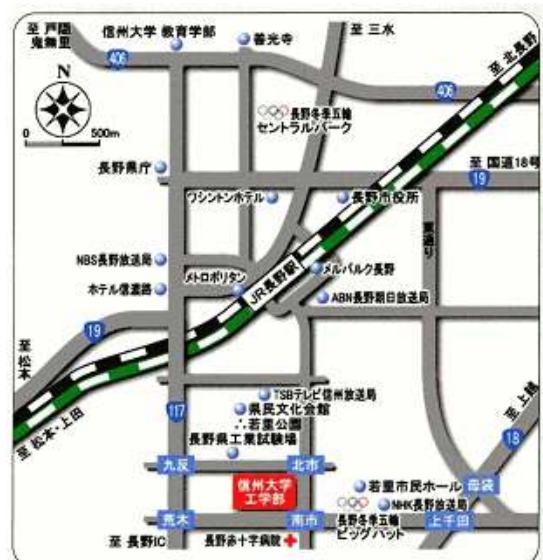 至 戸隠
鬼無里
信州大学 教育学部
善光寺
至 三水
406
至 北長野
N
0 500m
406
長野冬季五輪
セントラルパーク
長野県庁
至 国道18号
19
ワシントンホテル
長野市役所
東通り
NBS長野放送局
メトロポリタン
JR長野駅
メルパルク長野
ホテル信濃路
ABN長野朝日放送局
19
至 松本
至 松本・上田
117
TSBテレビ信州放送局
県民文化会館
∴若里公園
長野県工業試験場
至 上越
18
九反
北市
信州大学
工学部
若里市民ホール
母袋
NHK長野放送局
荒木
南市
長野冬季五輪
ビッグハット
上千田
至 長野IC
長野赤十字病院